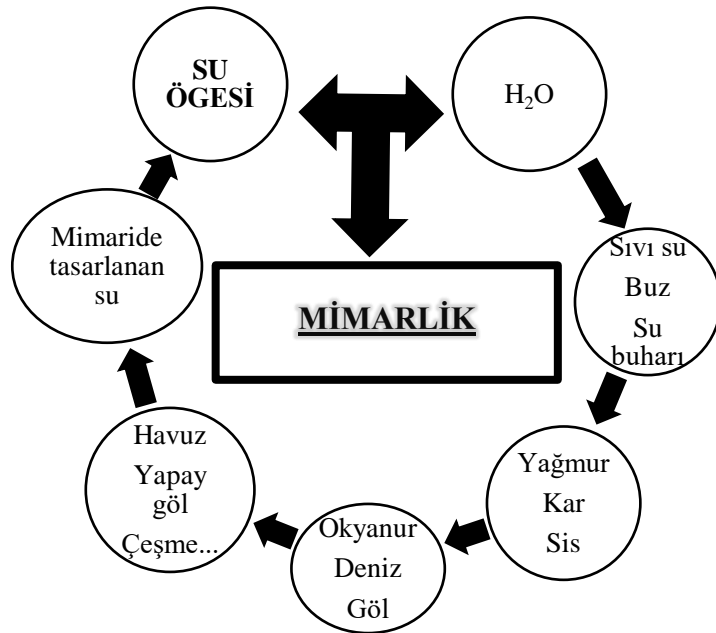 SU
ÖGESİ
H₂O
Sıvı su
Buz
Su
buharı
Yağmur
Kar
Sis
Okyanur
Deniz
Göl
Havuz
Yapay
göl
Çeşme...
Mimaride
tasarlanan
su
MİMARLİK